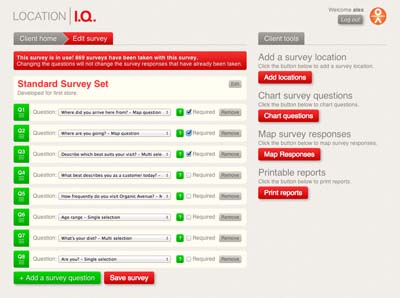 LOCATION I.Q.
Welcome alex
Log out
Client home
Edit survey
Client tools
This survey is in use! 869 surveys have been taken with this survey.
Changing the questions will not change the survey responses that have already been taken.
Standard Survey Set
Edit
Developed for first store.
Q1
Question: Where did you arrive here from? - Map question
? Required Remove
Q2
Question: Where are you going? - Map question
? Required Remove
Q3
Question: Describe which best suits your visit? - Multi selec
? Required Remove
Q4
Question: What best describes you as a customer today? -
? Required Remove
Q5
Question: How frequently do you visit Organic Avenue? - M
? Required Remove
Q6
Question: Age range - Single selection
? Required Remove
Q7
Question: What's your diet? - Multi selection
? Required Remove
Q8
Question: Are you? - Single selection
? Required Remove
+ Add a survey question
Save survey
Add a survey location
Click the button below to add a survey location.
Add locations
Chart survey questions
Click the button below to chart questions.
Chart questions
Map survey responses
Click the button below to map survey responses.
Map Responses
Printable reports
Click the button below to print reports.
Print reports